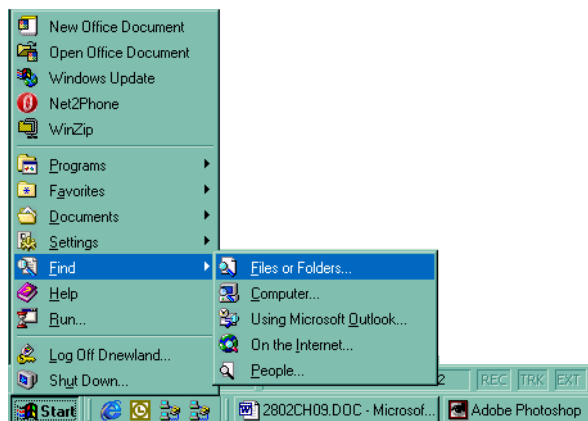 New Office Document
Open Office Document
Windows Update
Net2Phone
WinZip
Programs
Favorites
Documents
Settings
Find
Help
Run...
Log Off Dnewland...
Shut Down...
Files or Folders...
Computer...
Using Microsoft Outlook...
On the Internet...
People...
2 REC TRK EXT
Start 2802CH09.DOC - Microsof... Adobe Photoshop